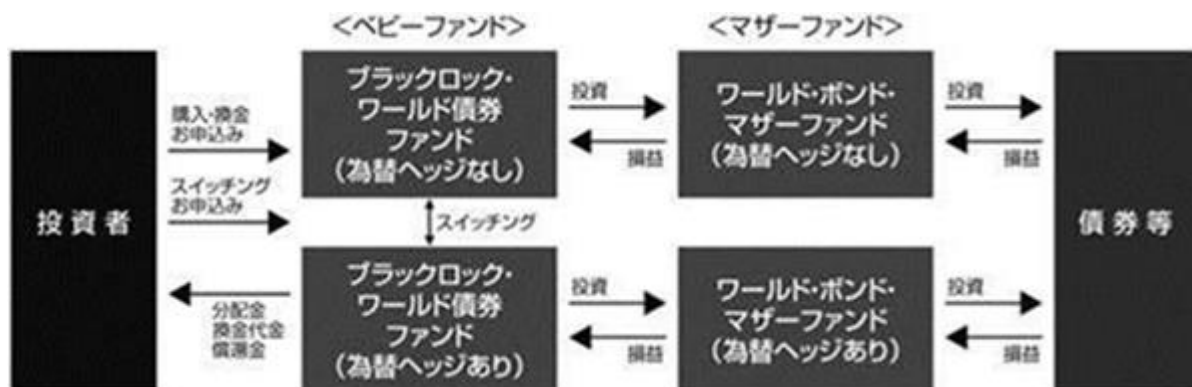 <ベビーファンド>
<マザーファンド>
投資者
購入・換金
お申込み
スイッチング
お申込み
分配金
換金代金
償還金
ブラックロック・
ワールド債券
ファンド
(為替ヘッジなし)
スイッチング
ブラックロック・
ワールド債券
ファンド
(為替ヘッジあり)
投資
損益
投資
損益
ワールド・ボンド・
マザーファンド
(為替ヘッジなし)
ワールド・ボンド・
マザーファンド
(為替ヘッジあり)
投資
損益
投資
損益
債券等